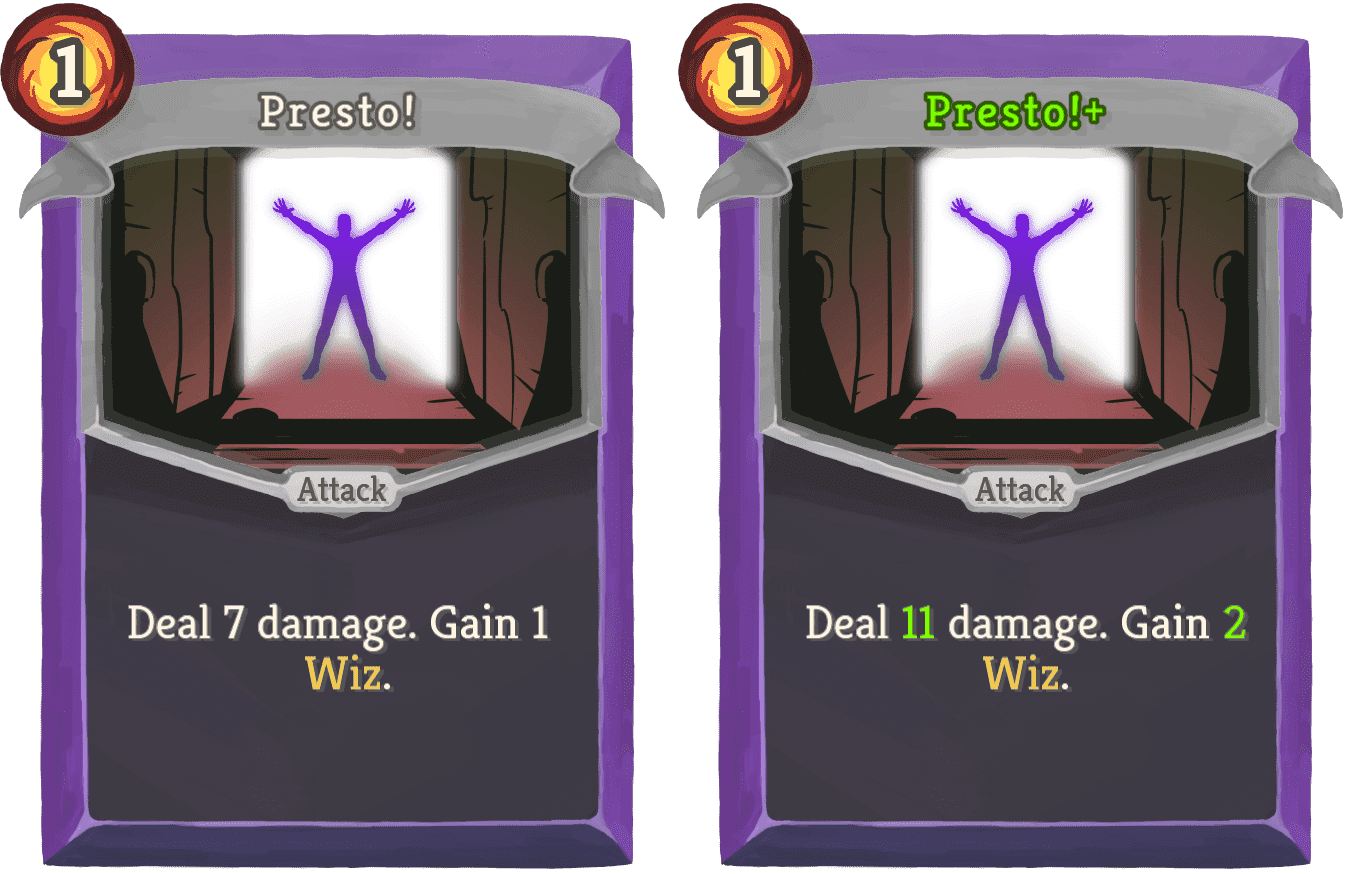 1
Presto!
Attack
Deal 7 damage. Gain 1
Wiz.
1
Presto!+
Attack
Deal 11 damage. Gain 2
Wiz.